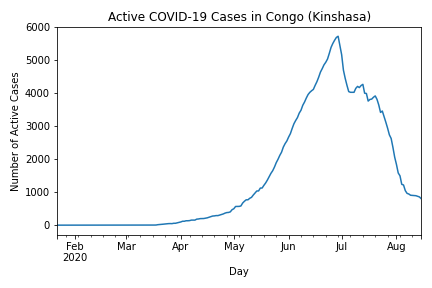 Active COVID-19 Cases in Congo (Kinshasa)
Number of Active Cases
6000
5000
4000
3000
2000
1000
0
Feb Mar Apr May Jun Jul Aug
2020
Day